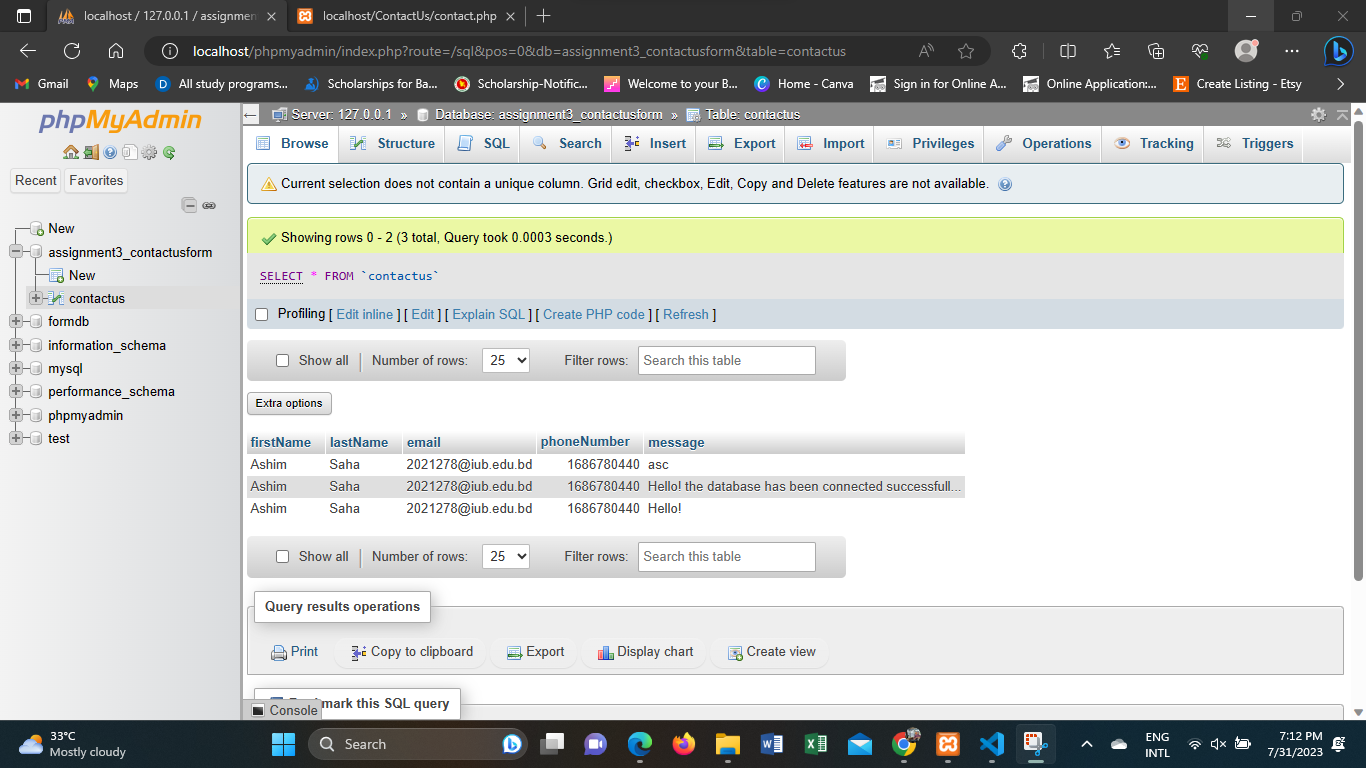 localhost / 127.0.0.1 / assignment
localhost/ContactUs/contact.php
localhost/phpmyadmin/index.php?route=/sql&pos=0&db=assignment3_contactusform&table=contactus
Gmail Maps All study programs... Scholarships for Ba... Scholarship-Notific... Welcome to your B... Home - Canva Sign in for Online A... Online Application:... Create Listing - Etsy
phpMyAdmin
Recent Favorites
New
assignment3_contactusform
New
contactus
formdb
information_schema
mysql
performance_schema
phpmyadmin
test
Server: 127.0.0.1 » Database: assignment3_contactusform » Table: contactus
Browse Structure SQL Search Insert Export Import Privileges Operations Tracking Triggers
Current selection does not contain a unique column. Grid edit, checkbox, Edit, Copy and Delete features are not available.
Showing rows 0 - 2 (3 total, Query took 0.0003 seconds.)
SELECT * FROM `contactus`
Profiling [ Edit inline ] [ Edit ] [ Explain SQL ] [ Create PHP code ] [ Refresh ]
Show all | Number of rows: 25 Filter rows: Search this table
Extra options
firstName lastName email phoneNumber message
Ashim Saha 2021278@iub.edu.bd 1686780440 asc
Ashim Saha 2021278@iub.edu.bd 1686780440 Hello! the database has been connected successfull...
Ashim Saha 2021278@iub.edu.bd 1686780440 Hello!
Show all | Number of rows: 25 Filter rows: Search this table
Query results operations
Print Copy to clipboard Export Display chart Create view
mark this SQL query
Console
33°C
Mostly cloudy
Search
ENG
INTL
7:12 PM
7/31/2023